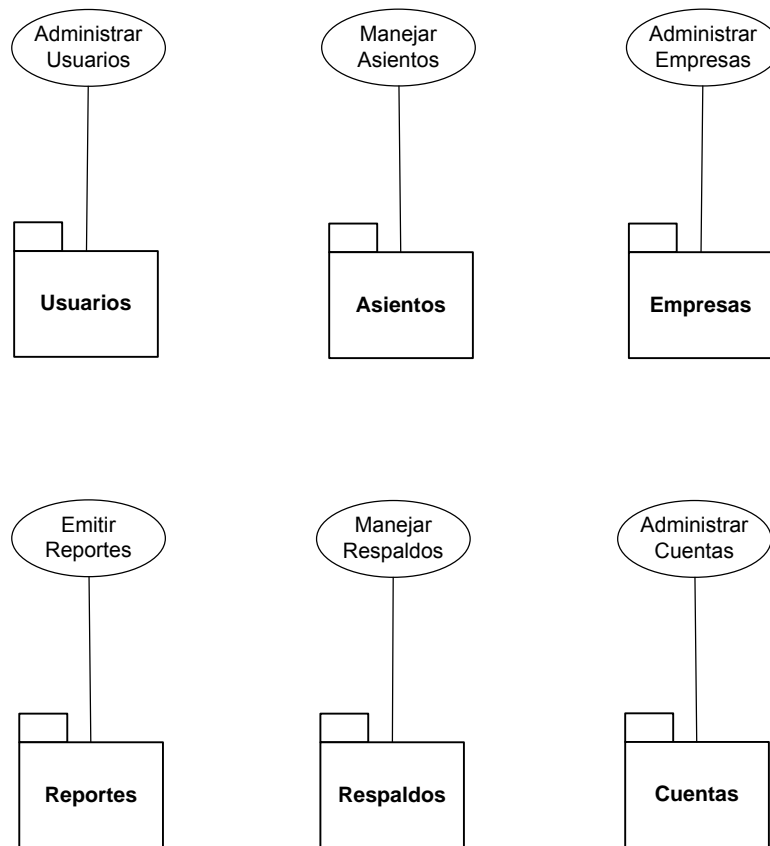 Administrar
Usuarios
Manejar
Asientos
Administrar
Empresas
Usuarios
Asientos
Empresas
Emitir
Reportes
Manejar
Respaldos
Administrar
Cuentas
Reportes
Respaldos
Cuentas